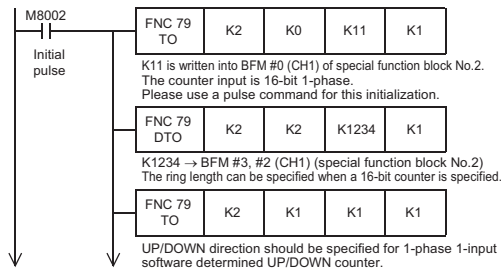 M8002
Initial
pulse
FNC 79
TO
K2
K0
K11
K1
K11 is written into BFM #0 (CH1) of special function block No.2.
The counter input is 16-bit 1-phase.
Please use a pulse command for this initialization.
FNC 79
DTO
K2
K2
K1234
K1
K1234 → BFM #3, #2 (CH1) (special function block No.2)
The ring length can be specified when a 16-bit counter is specified.
FNC 79
TO
K2
K1
K1
K1
UP/DOWN direction should be specified for 1-phase 1-input
software determined UP/DOWN counter.